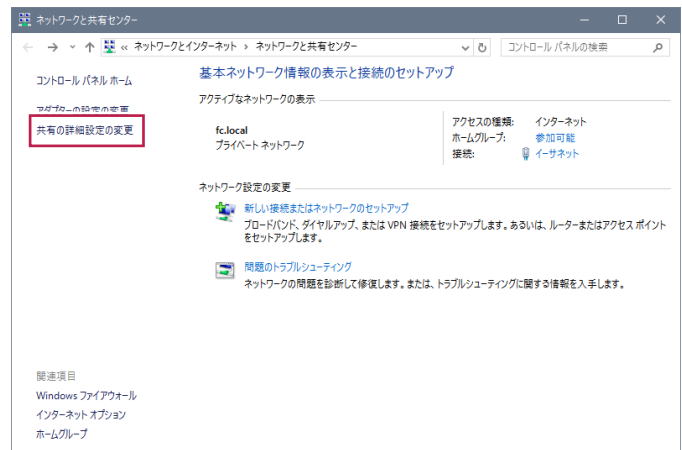 ネットワークと共有センター
« ネットワークとインターネット › ネットワークと共有センター
コントロール パネルの検索
コントロール パネル ホーム
アダプターの設定の変更
共有の詳細設定の変更
基本ネットワーク情報の表示と接続のセットアップ
アクティブなネットワークの表示
fc.local
プライベート ネットワーク
アクセスの種類: インターネット
ホームグループ: 参加可能
接続: イーサネット
ネットワーク設定の変更
新しい接続またはネットワークのセットアップ
ブロードバンド、ダイヤルアップ、または VPN 接続をセットアップします。あるいは、ルーターまたはアクセス ポイント
をセットアップします。
問題のトラブルシューティング
ネットワークの問題を診断して修復します。または、トラブルシューティングに関する情報を入手します。
関連項目
Windows ファイアウォール
インターネット オプション
ホームグループ